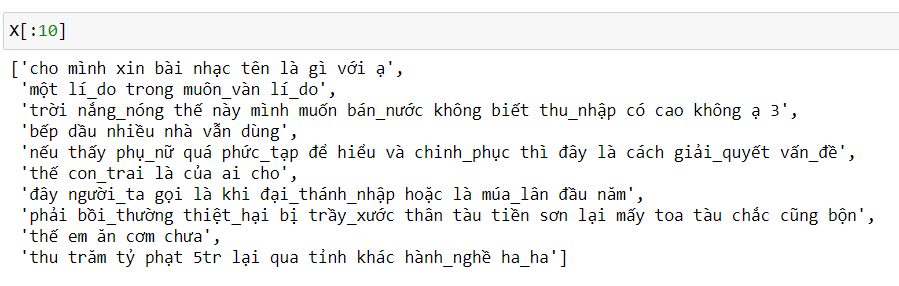 X[:10]
['cho mình xin bài nhạc tên là gì với ạ',
'một lí_do trong muôn_vàn lí_do',
'trời nắng_nóng thế này mình muốn bán_nước không biết thu_nhập có cao không ạ 3',
'bếp dầu nhiều nhà vẫn dùng',
'nếu thấy phụ_nữ quá phức_tạp để hiểu và chinh_phục thì đây là cách giải_quyết vấn_đề',
'thế con_trai là của ai cho',
'đây người_ta gọi là khi đại_thánh_nhập hoặc là múa_lân đầu năm',
'phải bồi_thường thiệt_hại bị trầy_xước thân tàu tiền sơn lại mấy toa tàu chắc cũng bộn',
'thế em ăn cơm chưa',
'thu trăm tỷ phạt 5tr lại qua tỉnh khác hành_nghề ha_ha']